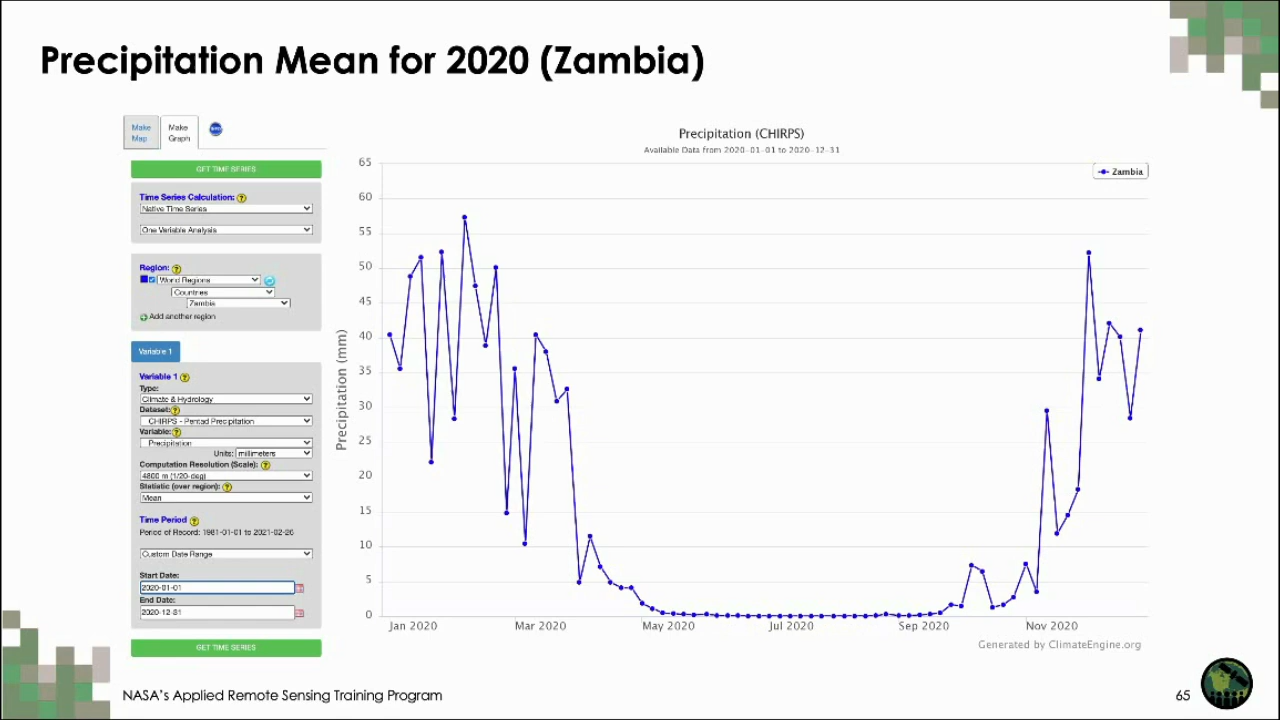 Precipitation Mean for 2020 (Zambia)
Make
Map
Make
Graph
GET TIME SERIES
Time Series Calculation:
Native Time Series
One Variable Analysis
Region:
World Regions
Countries
Zambia
Add another region
Variable 1
Variable 1
Type:
Climate & Hydrology
Dataset:
CHIRPS - Pentad Precipitation
Variable:
Precipitation
Units: millimeters
Computation Resolution (Scale):
4800 m (1/20-deg)
Statistic (over region):
Mean
Time Period
Period of Record: 1981-01-01 to 2021-02-26
Custom Date Range
Start Date:
2020-01-01
End Date:
2020-12-31
GET TIME SERIES
Precipitation (CHIRPS)
Available Data from 2020-01-01 to 2020-12-31
Zambia
Precipitation (mm)
65
60
55
50
45
40
35
30
25
20
15
10
5
0
Jan 2020 Mar 2020 May 2020 Jul 2020 Sep 2020 Nov 2020
Generated by ClimateEngine.org
NASA's Applied Remote Sensing Training Program
65